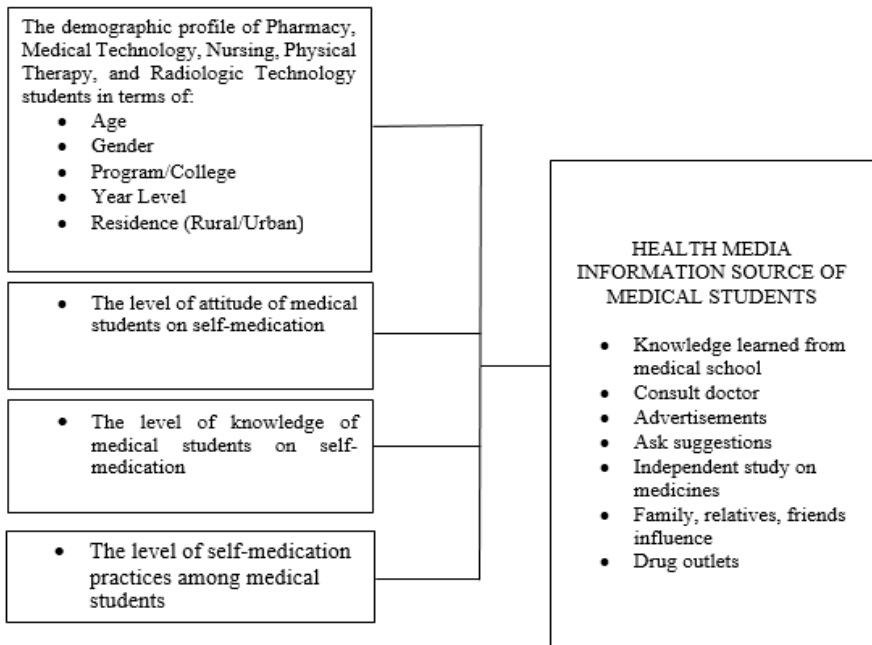 The demographic profile of Pharmacy,
Medical Technology, Nursing, Physical
Therapy, and Radiologic Technology
students in terms of:
• Age
• Gender
• Program/College
• Year Level
• Residence (Rural/Urban)
• The level of attitude of medical
students on self-medication
• The level of knowledge of
medical students on self-
medication
• The level of self-medication
practices among medical
students
HEALTH MEDIA
INFORMATION SOURCE OF
MEDICAL STUDENTS
• Knowledge learned from
medical school
• Consult doctor
• Advertisements
• Ask suggestions
• Independent study on
medicines
• Family, relatives, friends
influence
• Drug outlets